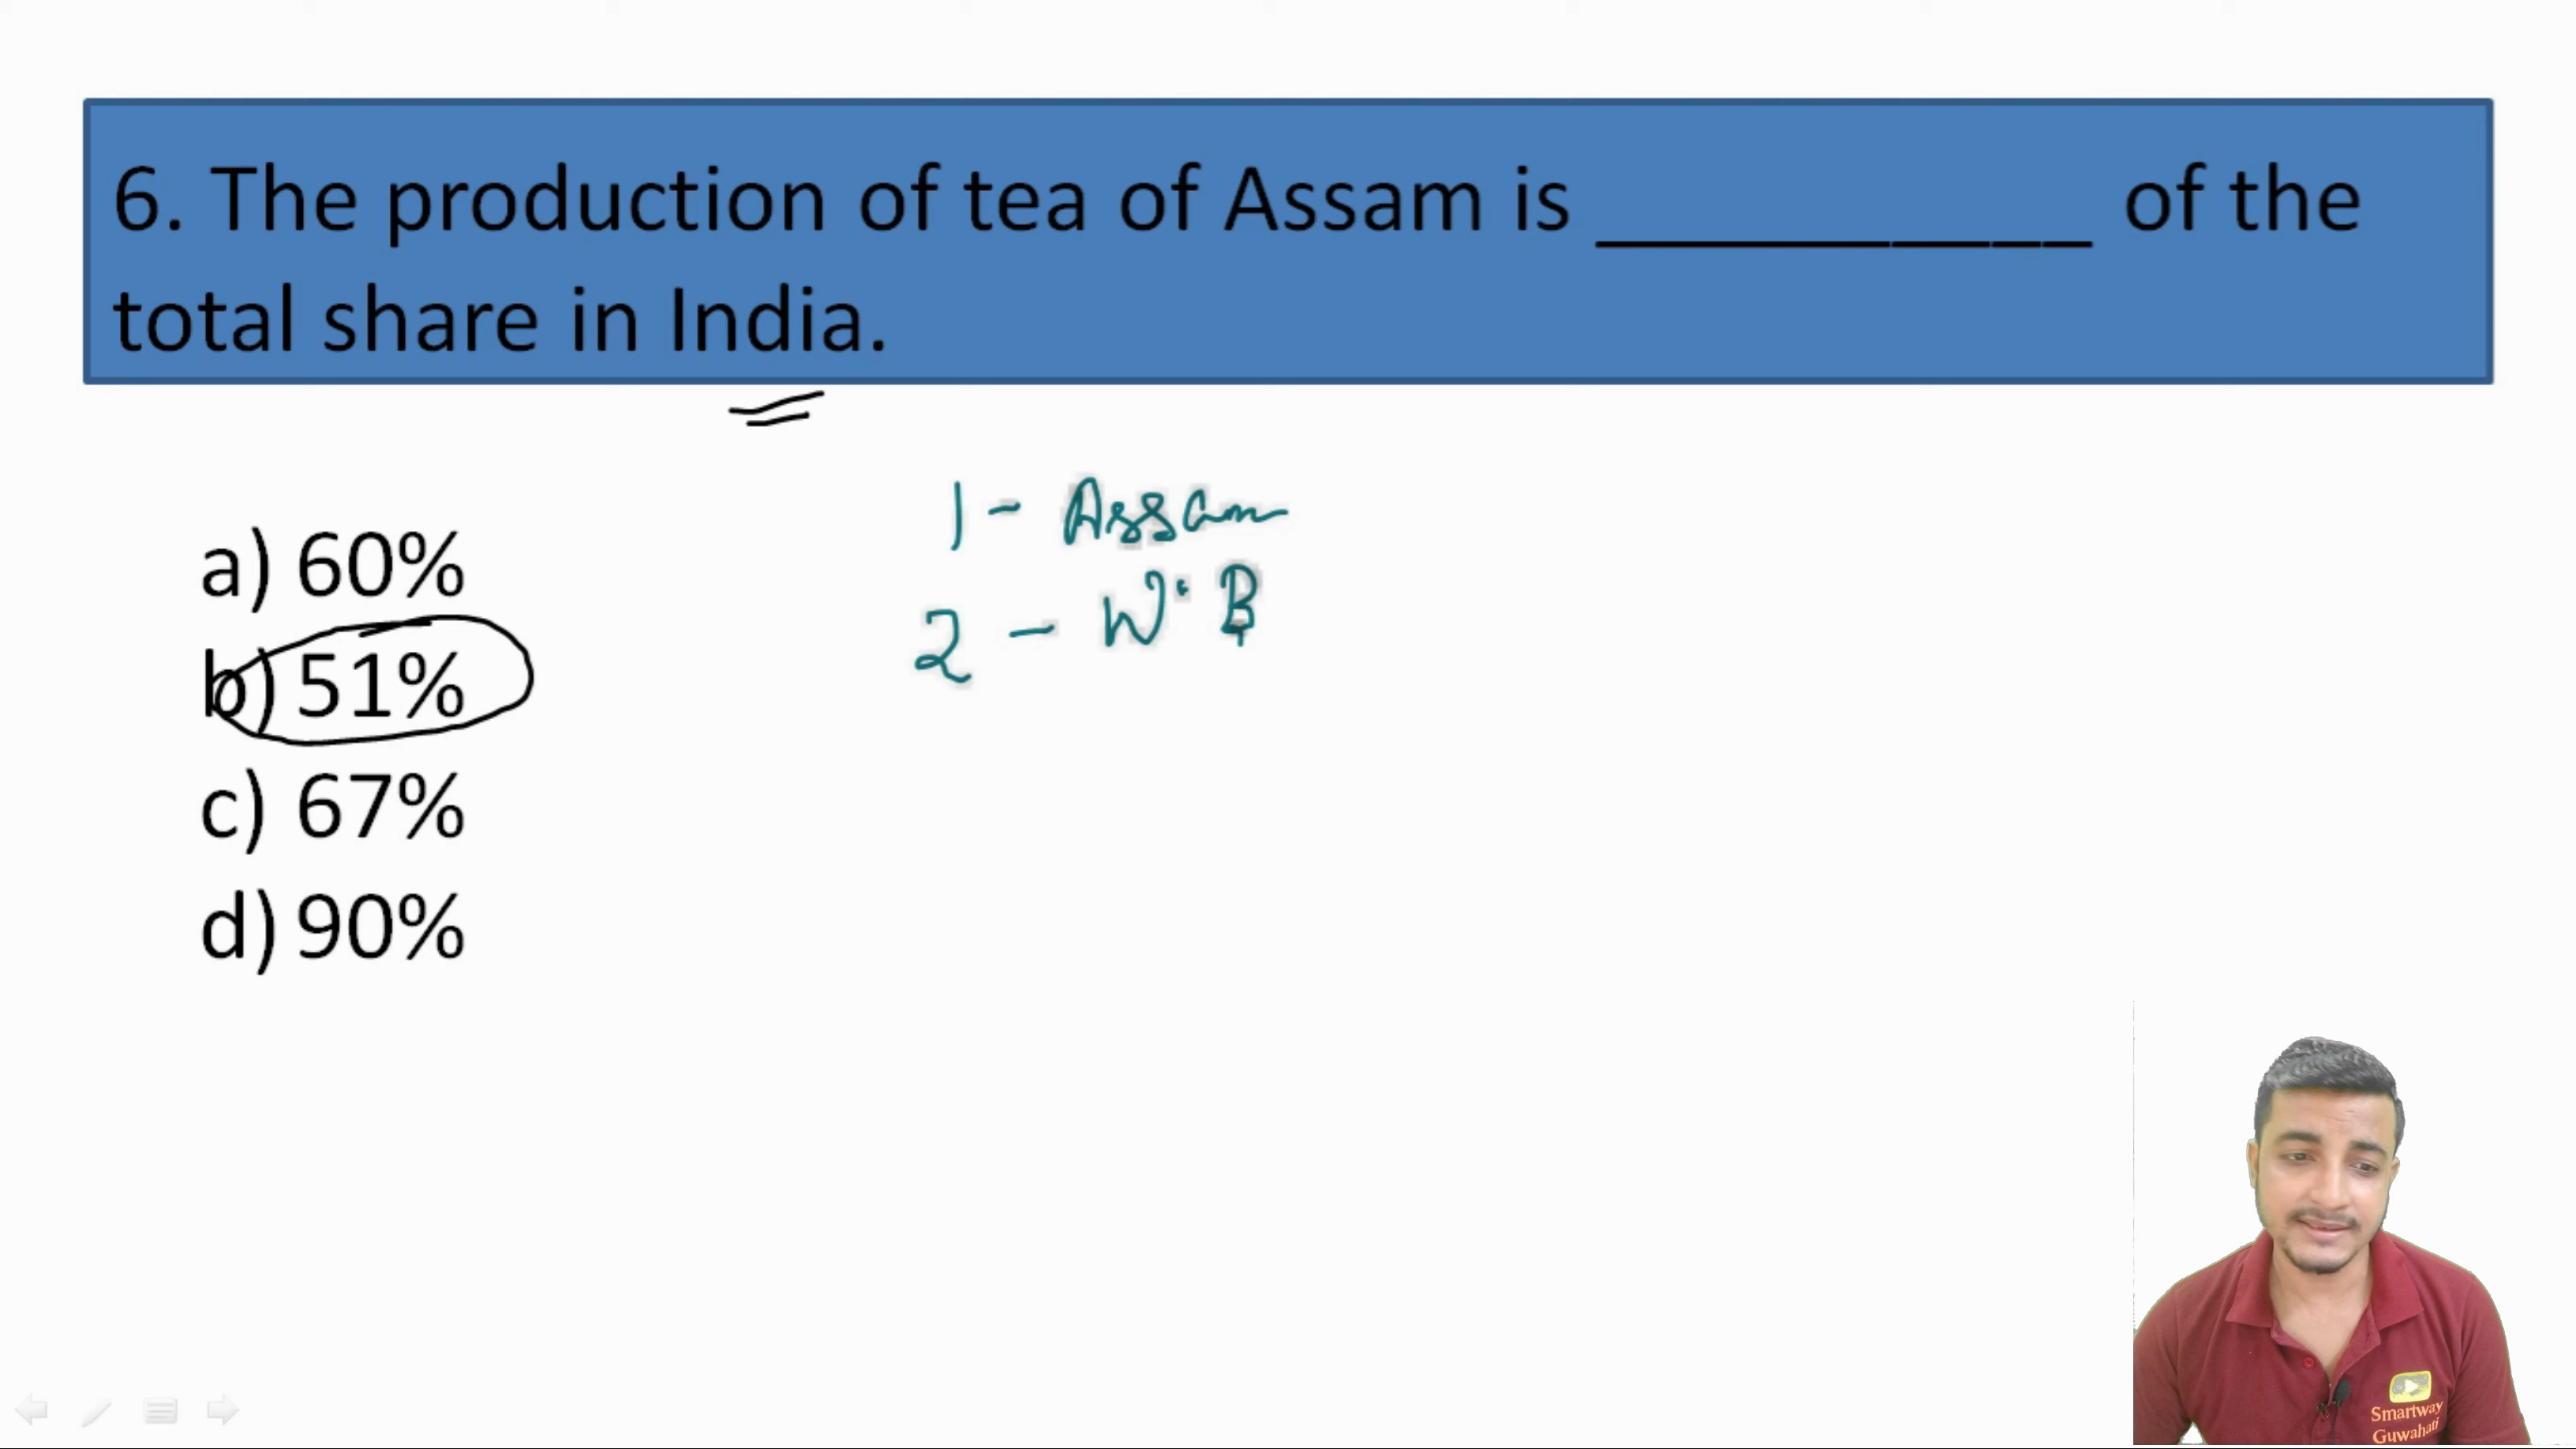 6. The production of tea of Assam is __________ of the
total share in India.
a) 60%
b) 51%
c) 67%
d) 90%
1 - Assam
2 - W.B
Smartway
Guwahati